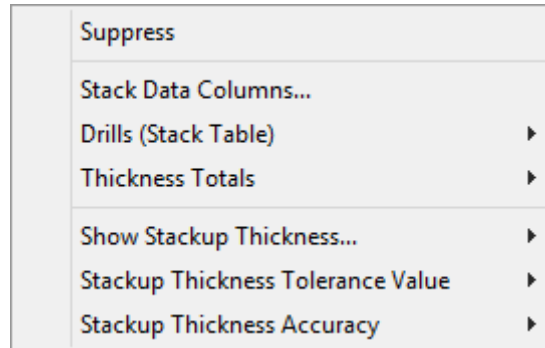 Suppress
Stack Data Columns...
Drills (Stack Table)
Thickness Totals
Show Stackup Thickness...
Stackup Thickness Tolerance Value
Stackup Thickness Accuracy